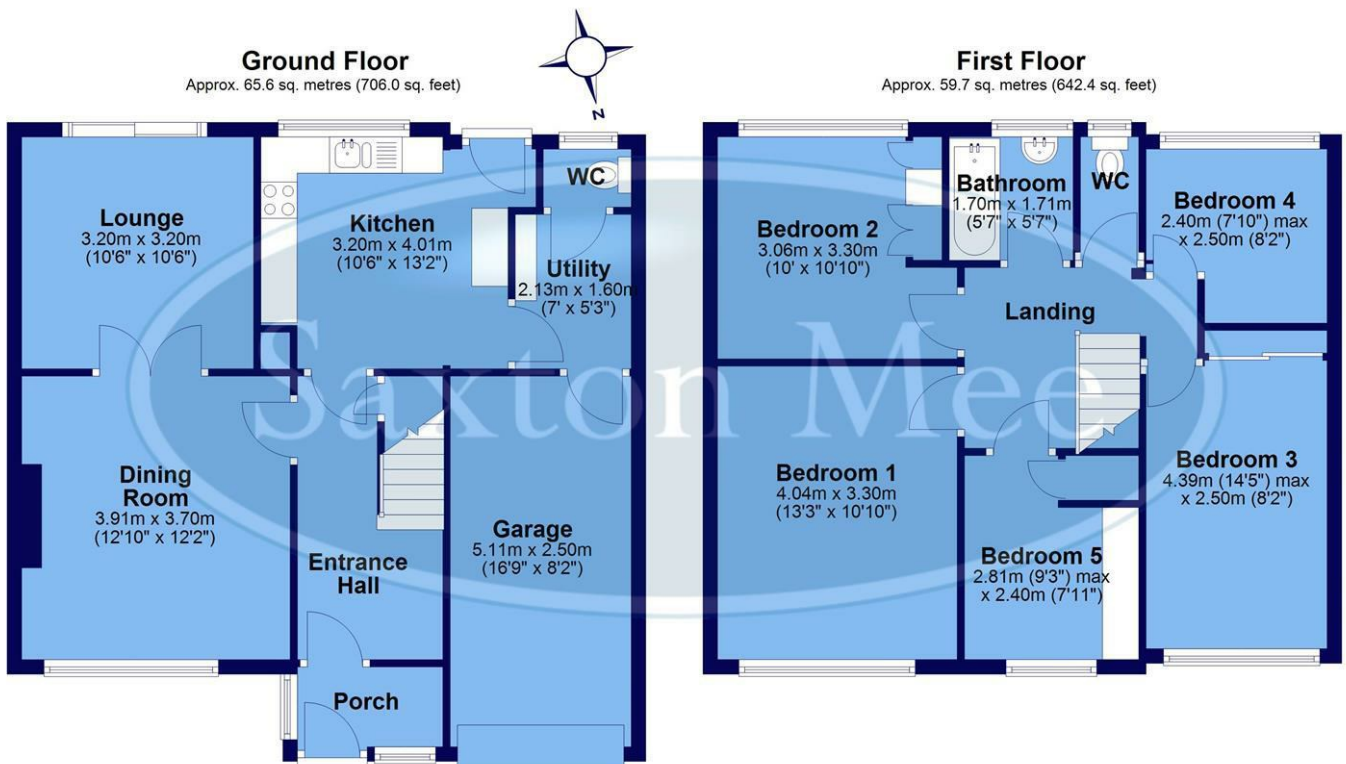 Ground Floor
Approx. 65.6 sq. metres (706.0 sq. feet)
N
Lounge
3.20m x 3.20m
(10'6" x 10'6")
Kitchen
3.20m x 4.01m
(10'6" x 13'2")
WC
Utility
2.13m x 1.60m
(7' x 5'3")
Dining
Room
3.91m x 3.70m
(12'10" x 12'2")
Entrance
Hall
Garage
5.11m x 2.50m
(16'9" x 8'2")
Porch
First Floor
Approx. 59.7 sq. metres (642.4 sq. feet)
Bedroom 2
3.06m x 3.30m
(10' x 10'10")
Bathroom
1.70m x 1.71m
(5'7" x 5'7")
WC
Bedroom 4
2.40m (7'10") max
x 2.50m (8'2")
Landing
Bedroom 1
4.04m x 3.30m
(13'3" x 10'10")
Bedroom 3
4.39m (14'5") max
x 2.50m (8'2")
Bedroom 5
2.81m (9'3") max
x 2.40m (7'11")
Saxton Mee